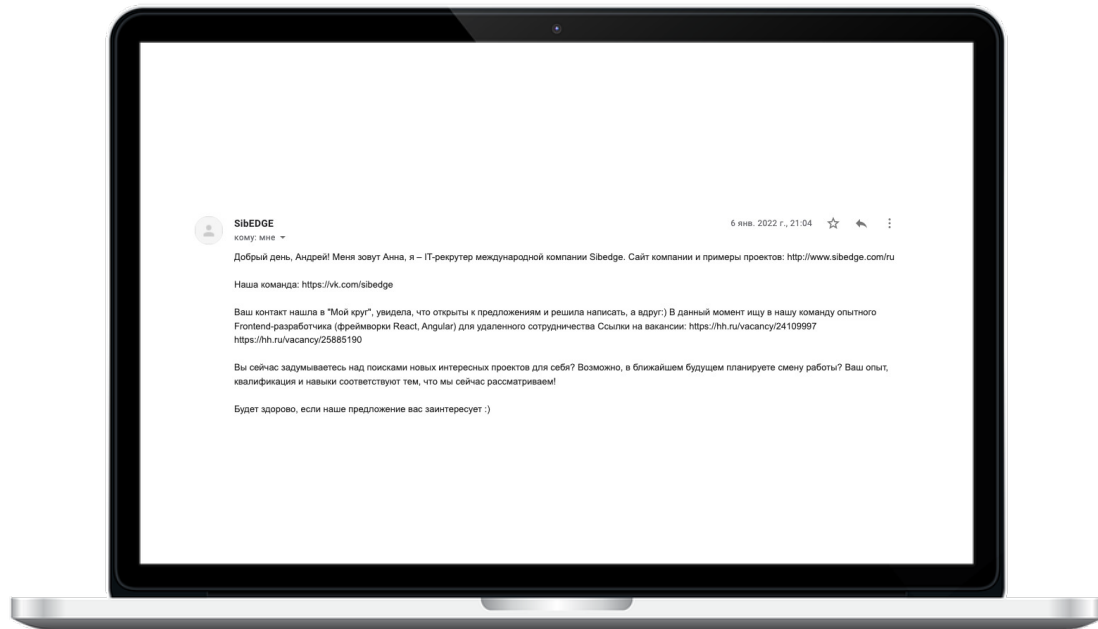 SibEDGE
6 янв. 2022 г., 21:04
кому: мне
Добрый день, Андрей! Меня зовут Анна, я – IT-рекрутер международной компании Sibedge. Сайт компании и примеры проектов: http://www.sibedge.com/ru
Наша команда: https://vk.com/sibedge
Ваш контакт нашла в "Мой круг", увидела, что открыты к предложениям и решила написать, а вдруг:) В данный момент ищу в нашу команду опытного
Frontend-разработчика (фреймворки React, Angular) для удаленного сотрудничества Ссылки на вакансии: https://hh.ru/vacancy/24109997
https://hh.ru/vacancy/25885190
Вы сейчас задумываетесь над поисками новых интересных проектов для себя? Возможно, в ближайшем будущем планируете смену работы? Ваш опыт,
квалификация и навыки соответствуют тем, что мы сейчас рассматриваем!
Будет здорово, если наше предложение вас заинтересует :)